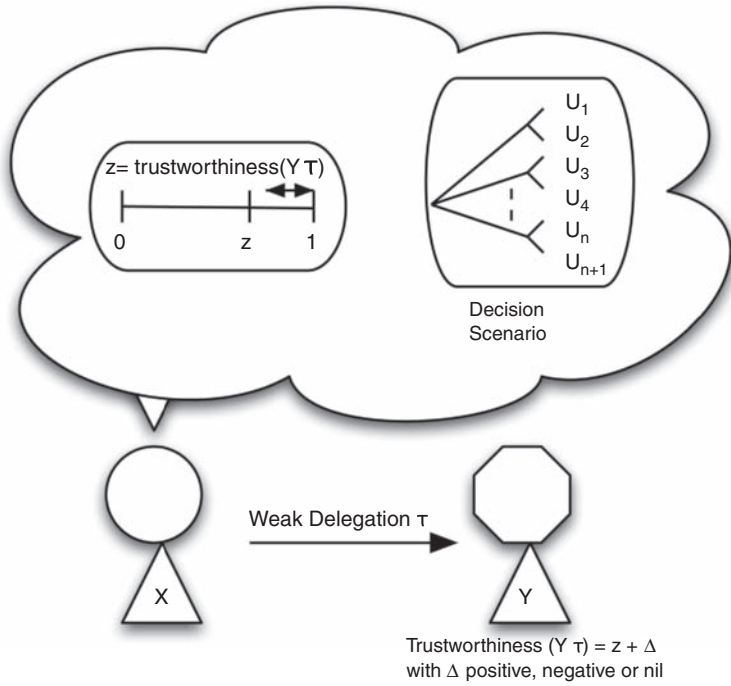 z= trustworthiness(Y τ)
0 z 1
U1
U2
U3
U4
Un
Un+1
Decision
Scenario
Weak Delegation τ
X
Y
Trustworthiness (Y τ) = z + Δ
with Δ positive, negative or nil